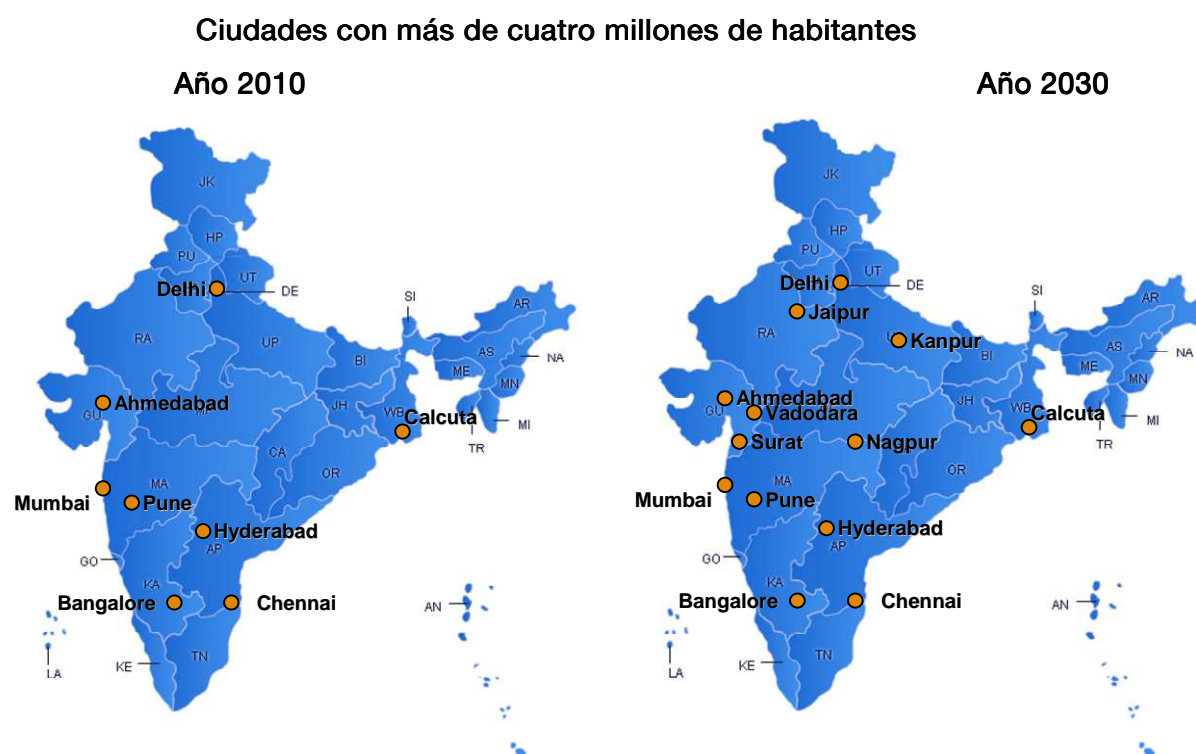 Ciudades con más de cuatro millones de habitantes
Año 2010
Año 2030
JK
HP
PU
UT
Delhi
DE
SI
AR
RA
UP
AS
NA
BI
ME
MN
Ahmedabad
GU
JH
WB
Calcuta
MI
TR
CA
OR
MA
Mumbai
Pune
Hyderabad
AP
GO
KA
Bangalore
Chennai
AN
TN
KE
LA
JK
HP
PU
UT
Delhi
DE
SI
AR
Jaipur
RA
Kanpur
AS
NA
BI
ME
MN
Ahmedabad
GU
Vadodara
JH
WB
Calcuta
MI
TR
Surat
Nagpur
OR
MA
Mumbai
Pune
Hyderabad
AP
GO
KA
Bangalore
Chennai
AN
TN
KE
LA